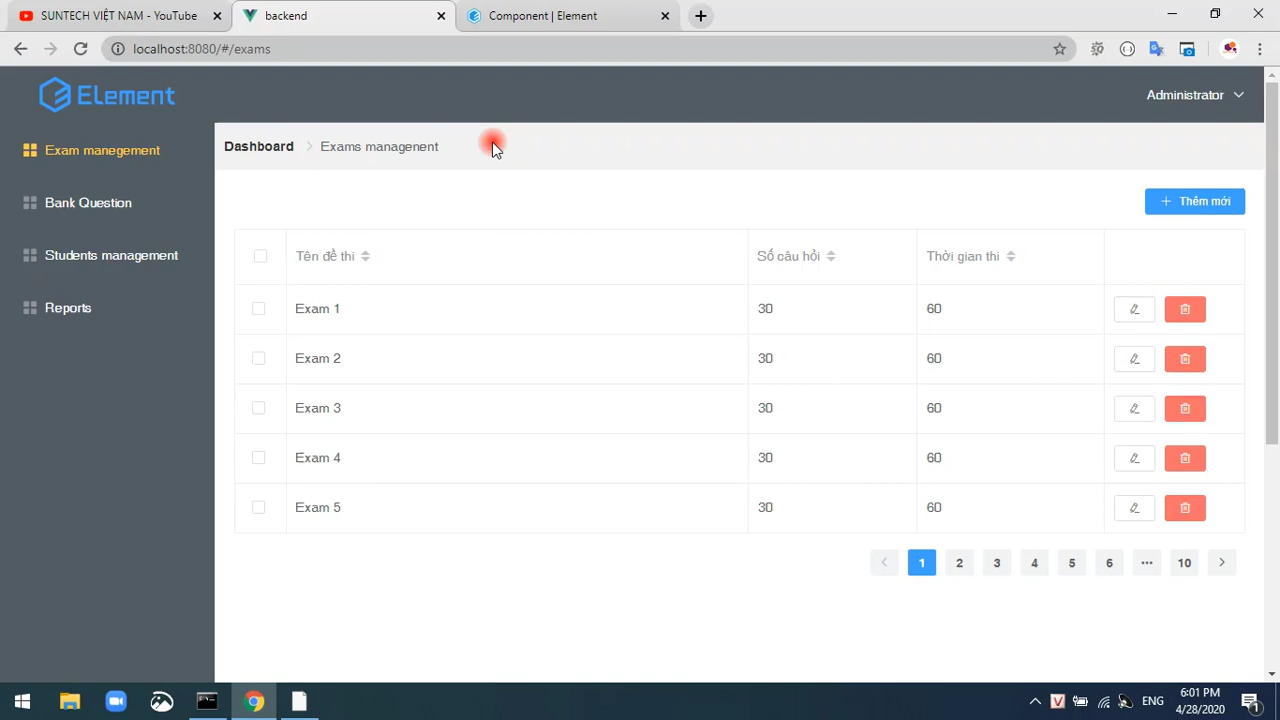 SUNTECH VIỆT NAM - YouTube
backend
Component | Element
localhost:8080/#/exams
Element
Administrator
Exam manegement
Bank Question
Students management
Reports
Dashboard
Exams managenent
Thêm mới
Tên đề thi
Số câu hỏi
Thời gian thi
Exam 1 30 60
Exam 2 30 60
Exam 3 30 60
Exam 4 30 60
Exam 5 30 60
1 2 3 4 5 6 ••• 10
V
ENG
6:01 PM
4/28/2020
1